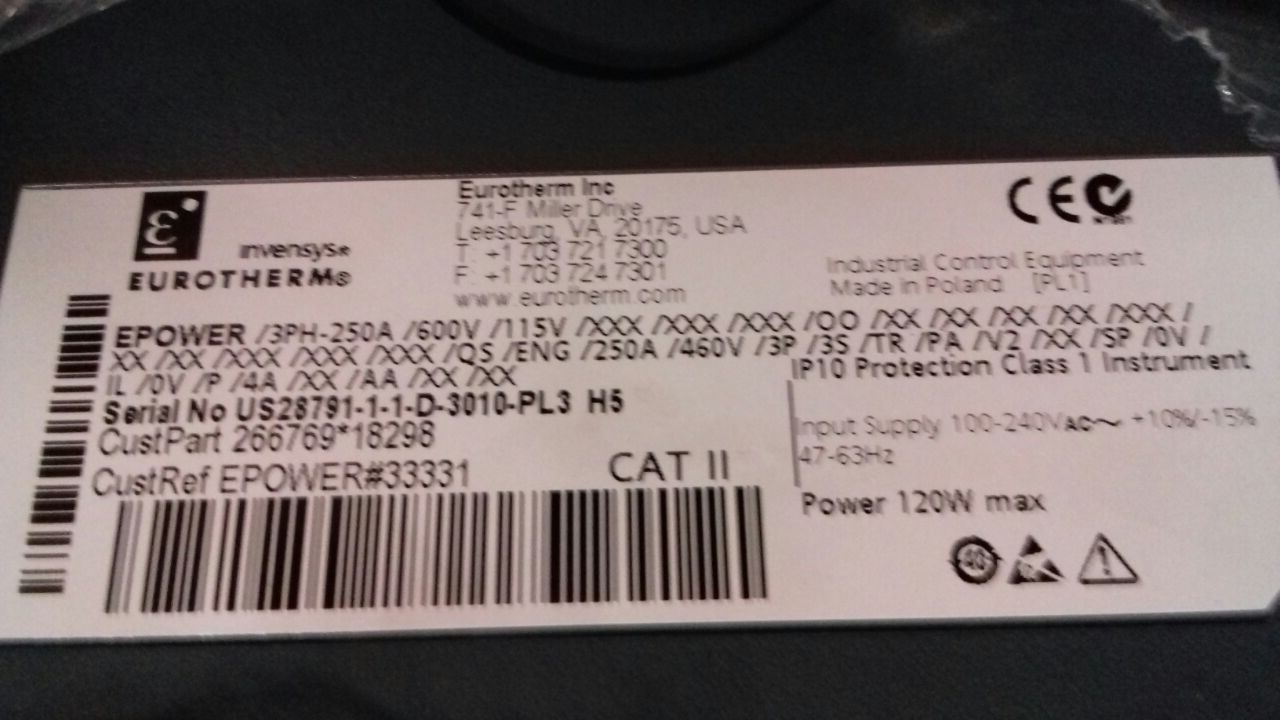 invensys®
EUROTHERM®
Eurotherm Inc
741-F Miller Drive
Leesburg, VA, 20175, USA
T: +1 703 721 7300
F: +1 703 724 7301
www.eurotherm.com
CE
Industrial Control Equipment
Made in Poland [PL1]
EPOWER /3PH-250A /600V /115V /XXX /XXX /XXX /OO /XX /XX /XX /XX /XXX /
XX /XX /XXX /XXX /XXX /QS /ENG /250A /460V /3P /3S /TR /PA /V2 /XX /SP /0V /
IL /0V /P /4A /XX /AA /XX /XX
Serial No US28791-1-1-D-3010-PL3 H5
CustPart 266769*18298
CustRef EPOWER#33331
CAT II
IP10 Protection Class 1 Instrument
Input Supply 100-240VAC~ +10%/-15%
47-63Hz
Power 120W max